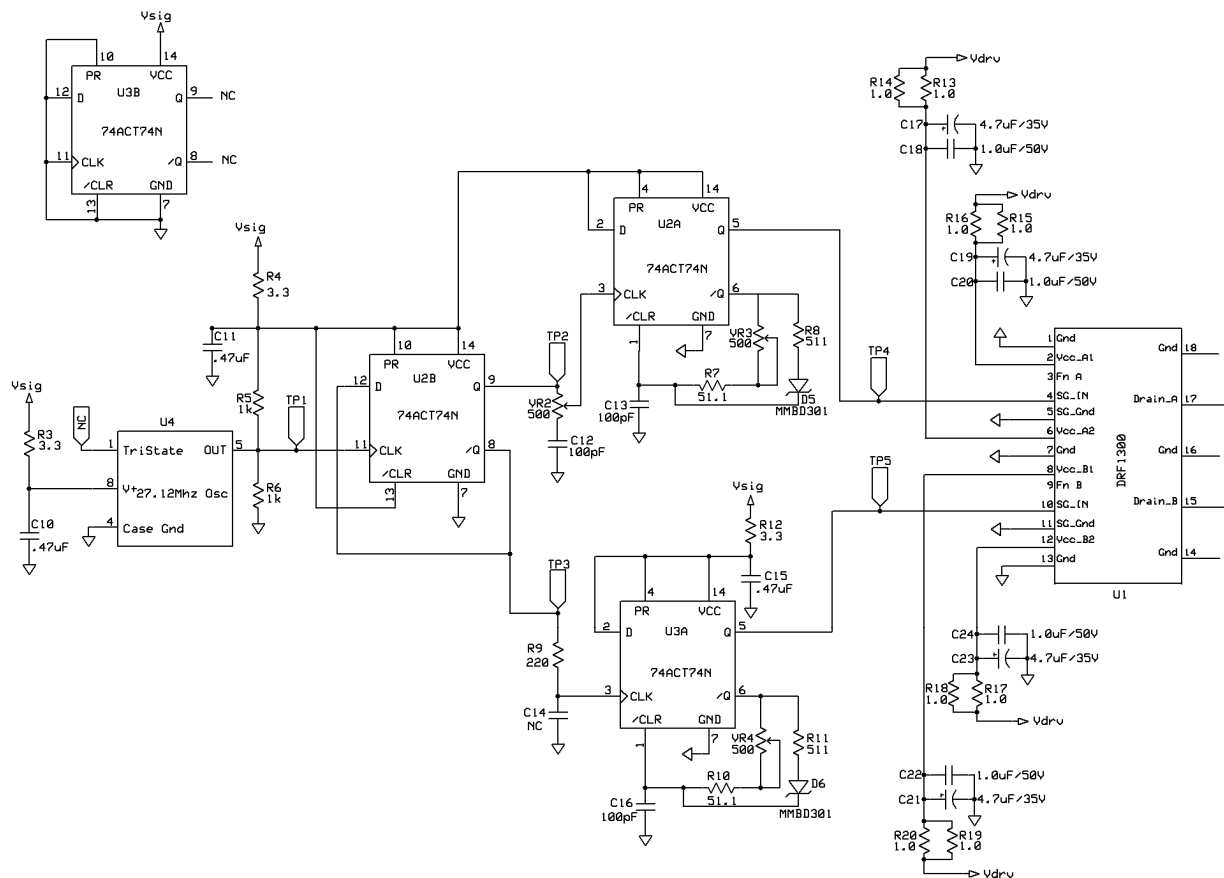 Vsig
10
14
PR
VCC
12
D
U3B
Q
9
NC
74ACT74N
11
CLK
/Q
8
NC
/CLR
GND
13
7
Vsig
R4
3.3
C11
.47uF
R5
1k
TP1
R6
1k
Vsig
R3
3.3
NC
U4
1
TriState
OUT
5
8
V+
27.12Mhz Osc
4
Case Gnd
C10
.47uF
10
14
PR
VCC
12
D
U2B
Q
9
74ACT74N
11
CLK
/Q
8
/CLR
GND
13
7
TP2
VR2
500
C12
100pF
4
14
PR
VCC
2
D
U2A
Q
5
74ACT74N
3
CLK
/Q
6
/CLR
GND
1
7
VR3
500
R8
511
R7
51.1
D5
MMBD301
C13
100pF
TP3
R9
220
C14
NC
Vsig
R12
3.3
C15
.47uF
4
14
PR
VCC
2
D
U3A
Q
5
74ACT74N
3
CLK
/Q
6
/CLR
GND
1
7
VR4
500
R11
511
R10
51.1
D6
MMBD301
C16
100pF
TP4
TP5
Vdrv
R14
1.0
R13
1.0
C17
+
4.7uF/35V
C18
1.0uF/50V
Vdrv
R16
1.0
R15
1.0
C19
+
4.7uF/35V
C20
1.0uF/50V
1
Gnd
2
Vcc_A1
3
Fn A
4
SG_IN
5
SG_Gnd
6
Vcc_A2
7
Gnd
8
Vcc_B1
9
Fn B
10
SG_IN
11
SG_Gnd
12
Vcc_B2
13
Gnd
DRF1300
Gnd
18
Drain_A
17
Gnd
16
Drain_B
15
Gnd
14
U1
C24
1.0uF/50V
C23
+
4.7uF/35V
R18
1.0
R17
1.0
Vdrv
C22
1.0uF/50V
C21
+
4.7uF/35V
R20
1.0
R19
1.0
Vdrv